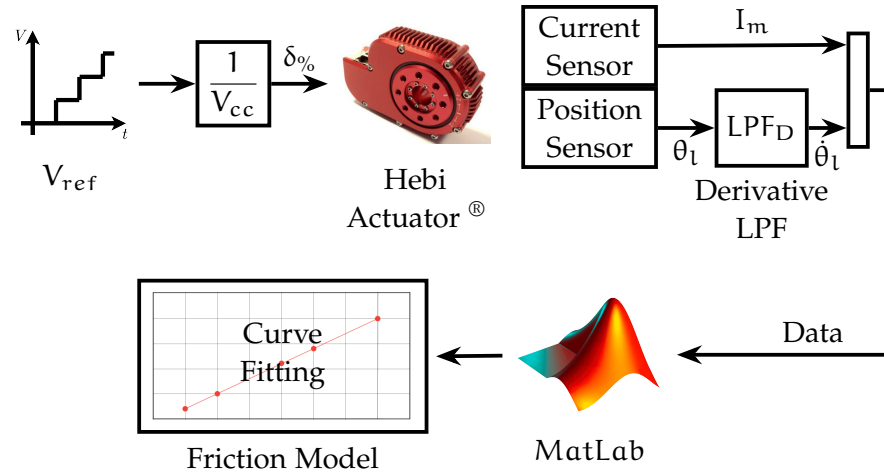 V
t
V_ref
1
V_cc
δ%
Hebi
Actuator ®
Current
Sensor
Position
Sensor
I_m
θ_l
LPF_D
θ̇_l
Derivative
LPF
Curve
Fitting
Friction Model
MatLab
Data